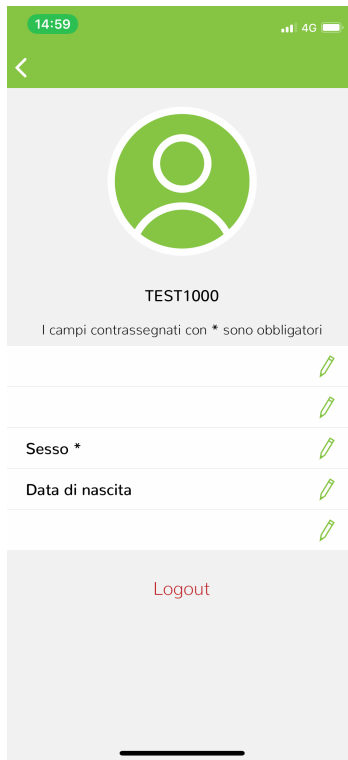 14:59
4G
TEST1000
I campi contrassegnati con * sono obbligatori
Sesso *
Data di nascita
Logout